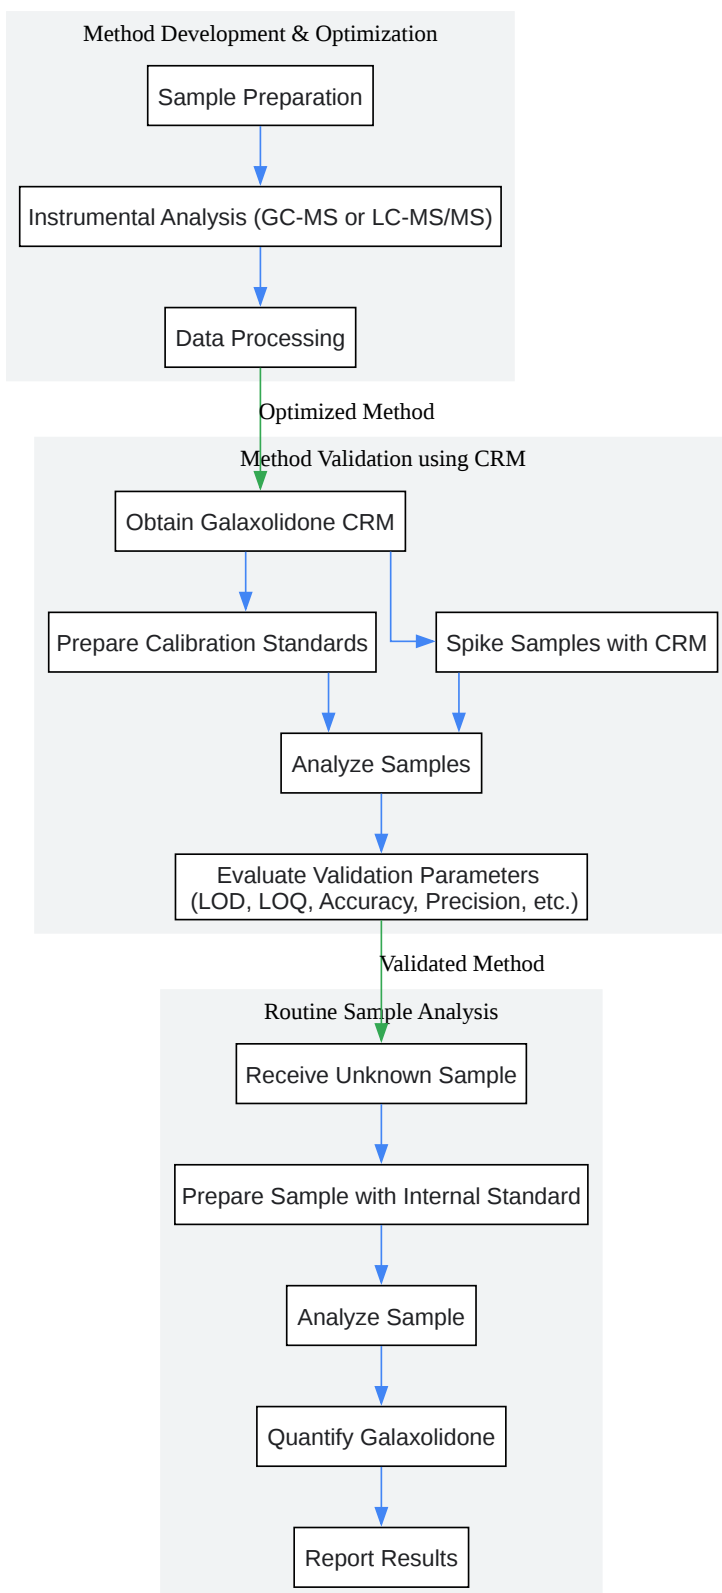 Method Development & Optimization
Sample Preparation
Instrumental Analysis (GC-MS or LC-MS/MS)
Data Processing
Optimized Method
Method Validation using CRM
Obtain Galaxolidone CRM
Prepare Calibration Standards
Spike Samples with CRM
Analyze Samples
Evaluate Validation Parameters
(LOD, LOQ, Accuracy, Precision, etc.)
Validated Method
Routine Sample Analysis
Receive Unknown Sample
Prepare Sample with Internal Standard
Analyze Sample
Quantify Galaxolidone
Report Results